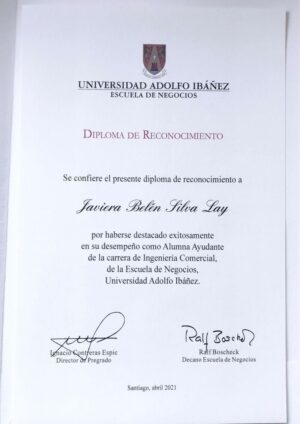 UNIVERSIDAD ADOLFO IBÁÑEZ
ESCUELA DE NEGOCIOS
DIPLOMA DE RECONOCIMIENTO
Se confiere el presente diploma de reconocimiento a
Javiera Belén Silva Lay
por haberse destacado exitosamente
en su desempeño como Alumna Ayudante
de la carrera de Ingeniería Comercial,
de la Escuela de Negocios,
Universidad Adolfo Ibáñez.
Ralf Boscheck
Ignacio Contreras Espic
Ralf Boscheck
Director de Pregrado
Decano Escuela de Negocios
Santiago, abril 2021